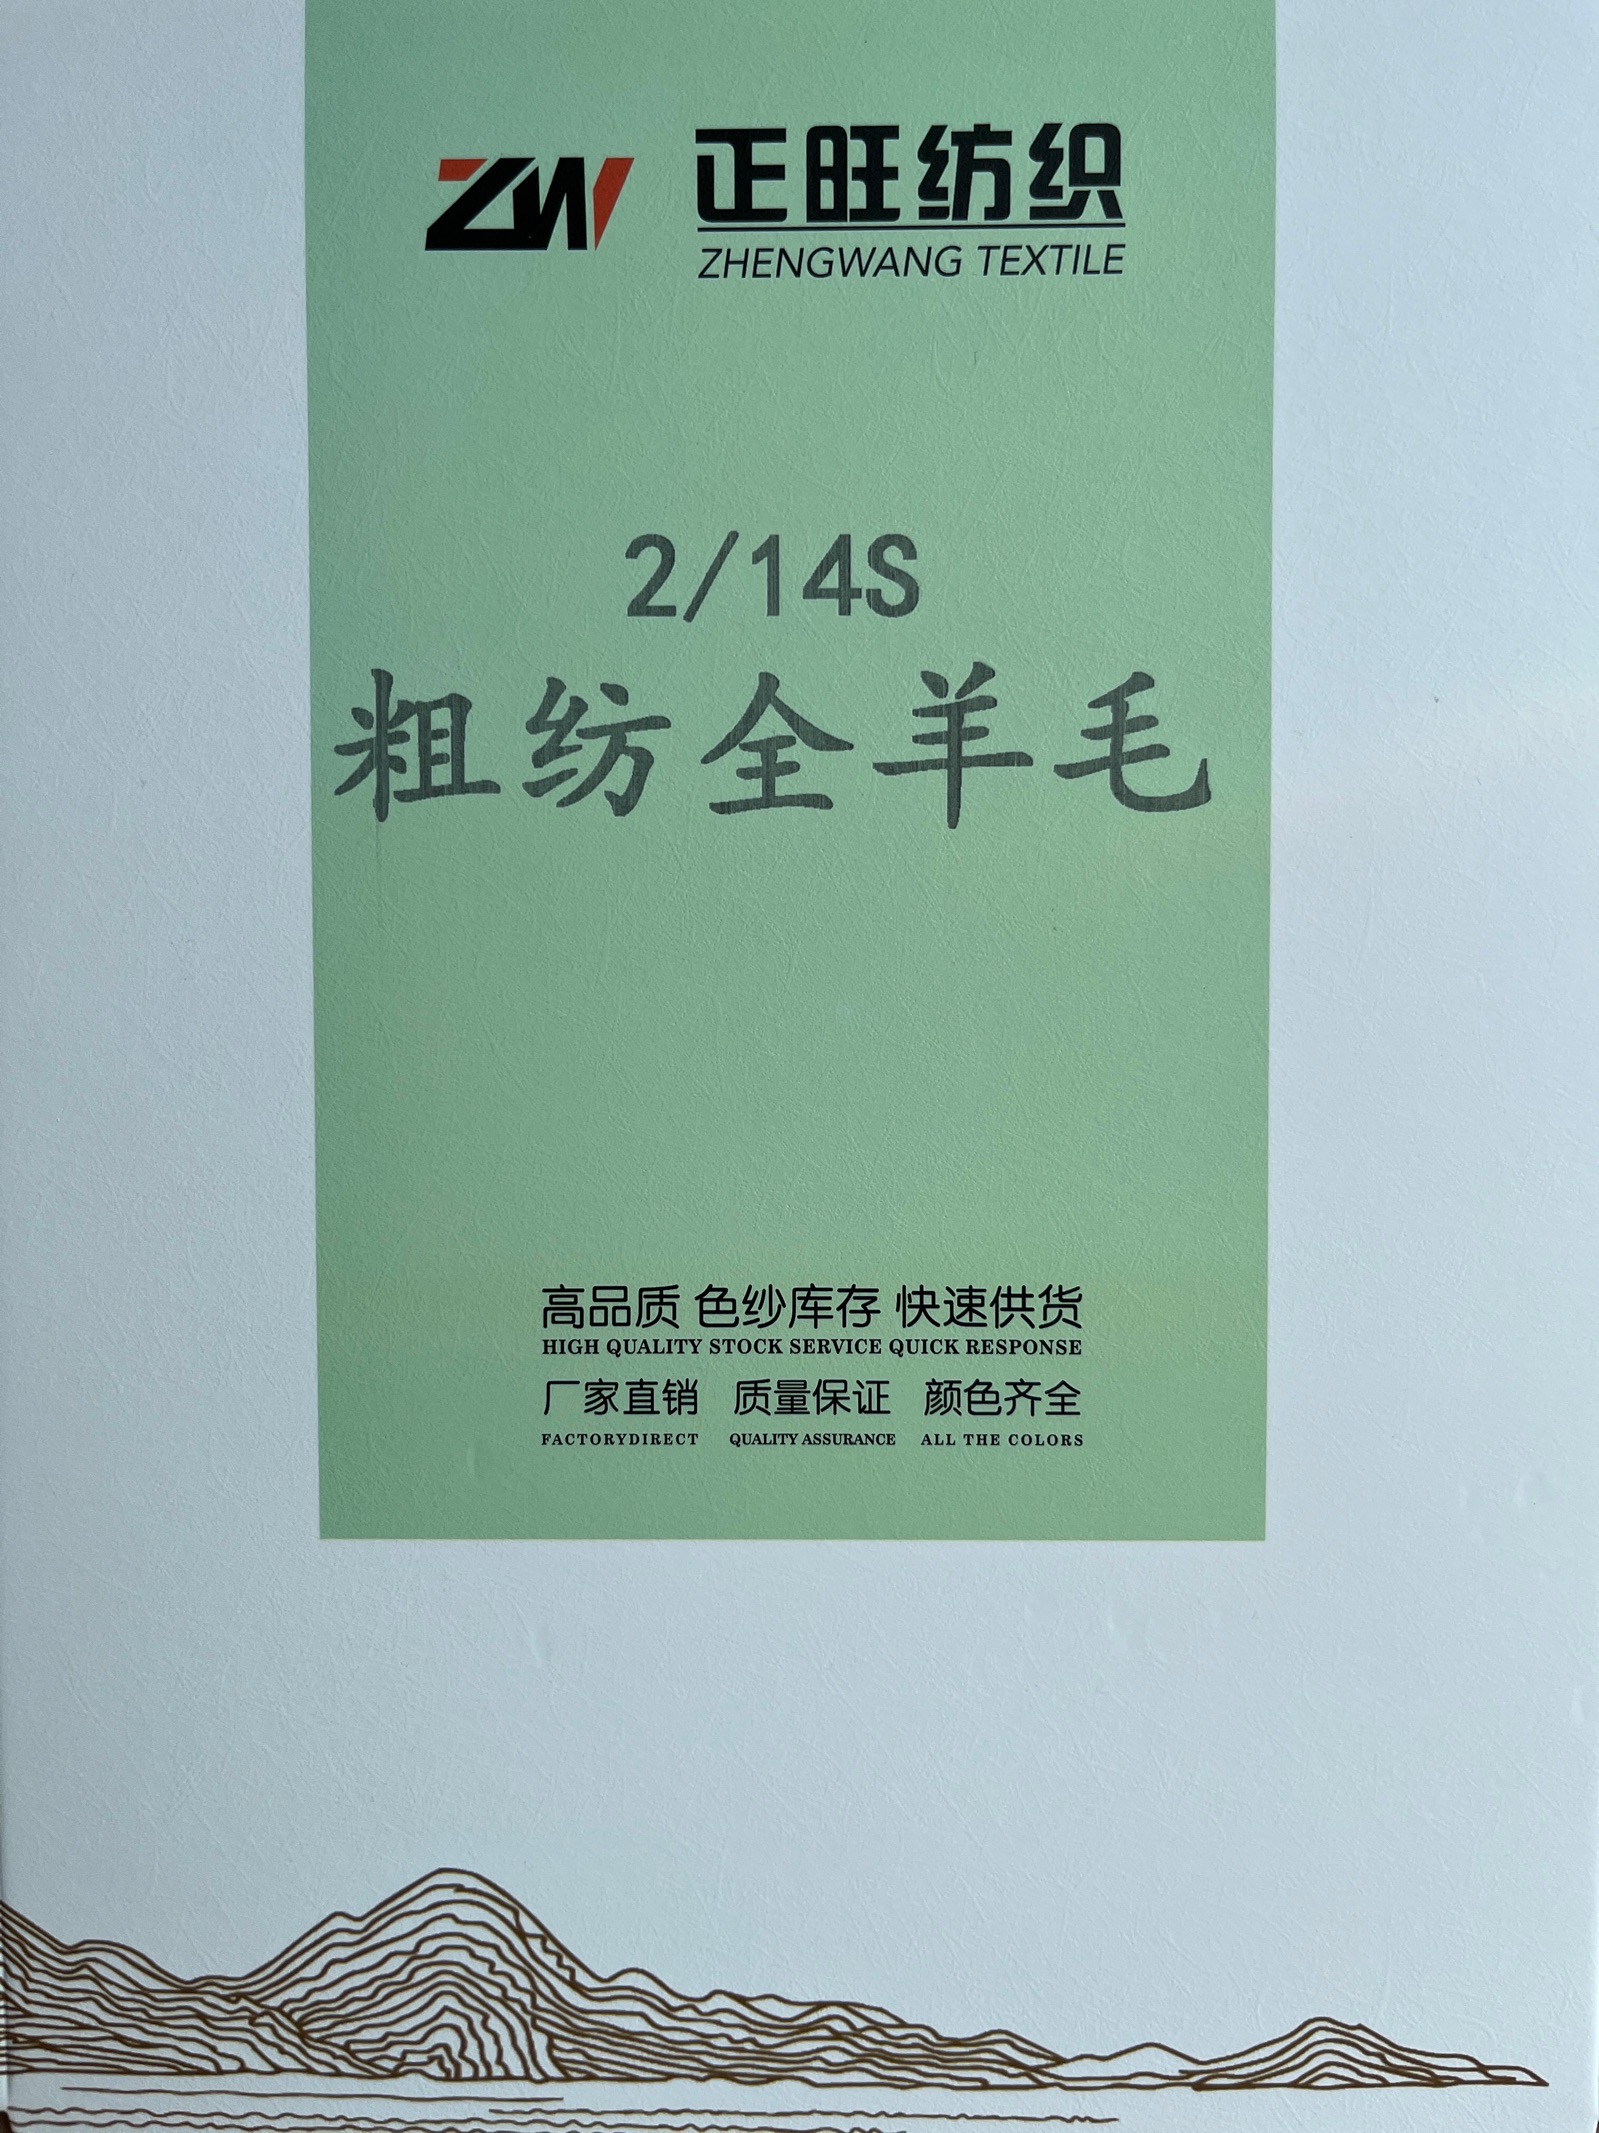 ZW
正旺纺织
ZHENGWANG TEXTILE
2/14S
粗纺全羊毛
高品质 色纱库存 快速供货
HIGH QUALITY STOCK SERVICE QUICK RESPONSE
厂家直销 质量保证 颜色齐全
FACTORYDIRECT QUALITY ASSURANCE ALL THE COLORS